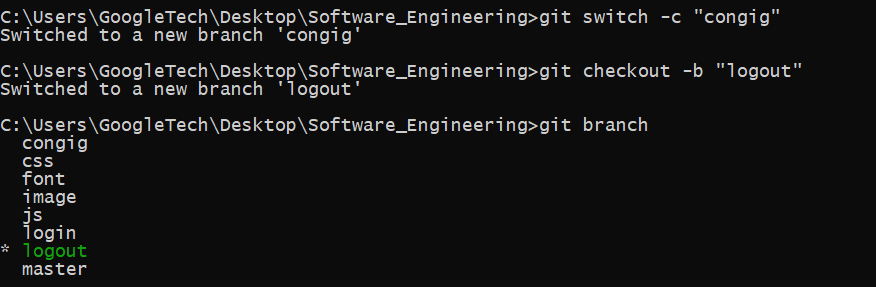 C:\Users\GoogleTech\Desktop\Software_Engineering>git switch -c "congig"
Switched to a new branch 'congig'
C:\Users\GoogleTech\Desktop\Software_Engineering>git checkout -b "logout"
Switched to a new branch 'logout'
C:\Users\GoogleTech\Desktop\Software_Engineering>git branch
  congig
  css
  font
  image
  js
  login
* logout
  master